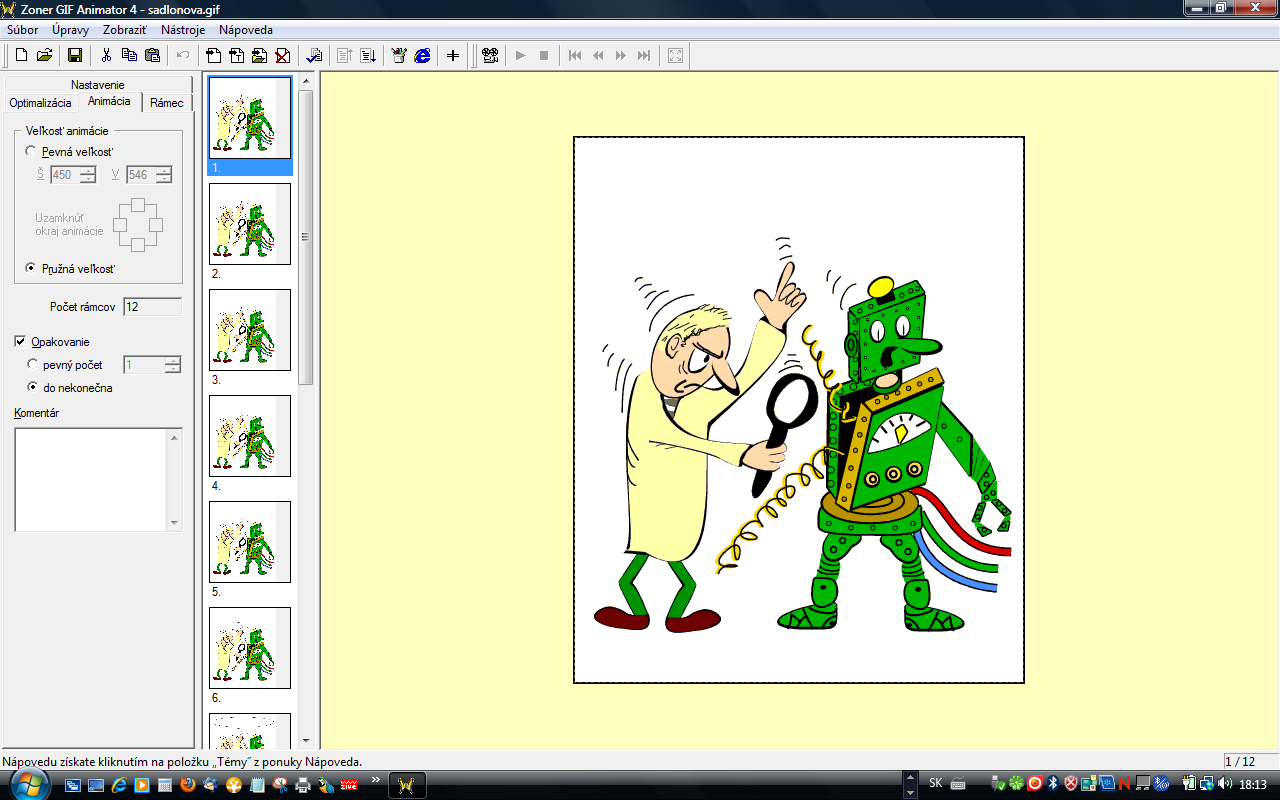 Zoner GIF Animator 4 - sadlonova.gif
Súbor Úpravy Zobraziť Nástroje Nápoveda
Nastavenie
Optimalizácia Animácia Rámec
Veľkosť animácie
Pevná veľkosť
Š 450 V 546
Uzamknúť
okraj animácie
Pružná veľkosť
Počet rámcov 12
Opakovanie
pevný počet 1
do nekonečna
Komentár
1.
2.
3.
4.
5.
6.
Nápovedu získate kliknutím na položku „Témy“ z ponuky Nápoveda.
1 / 12
ZIVE
SK
18:13